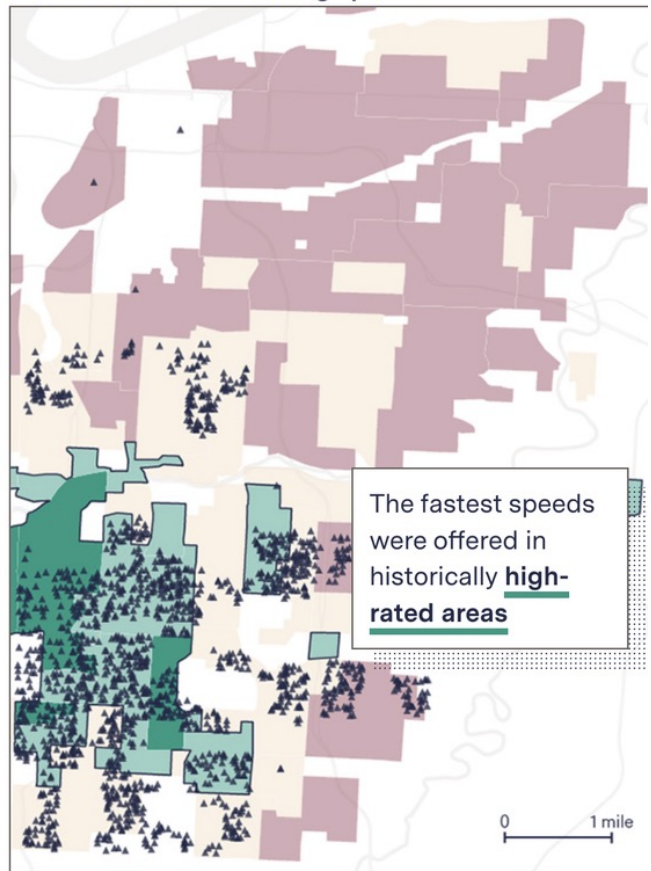 The fastest speeds
were offered in
historically high-
rated areas
0 1 mile